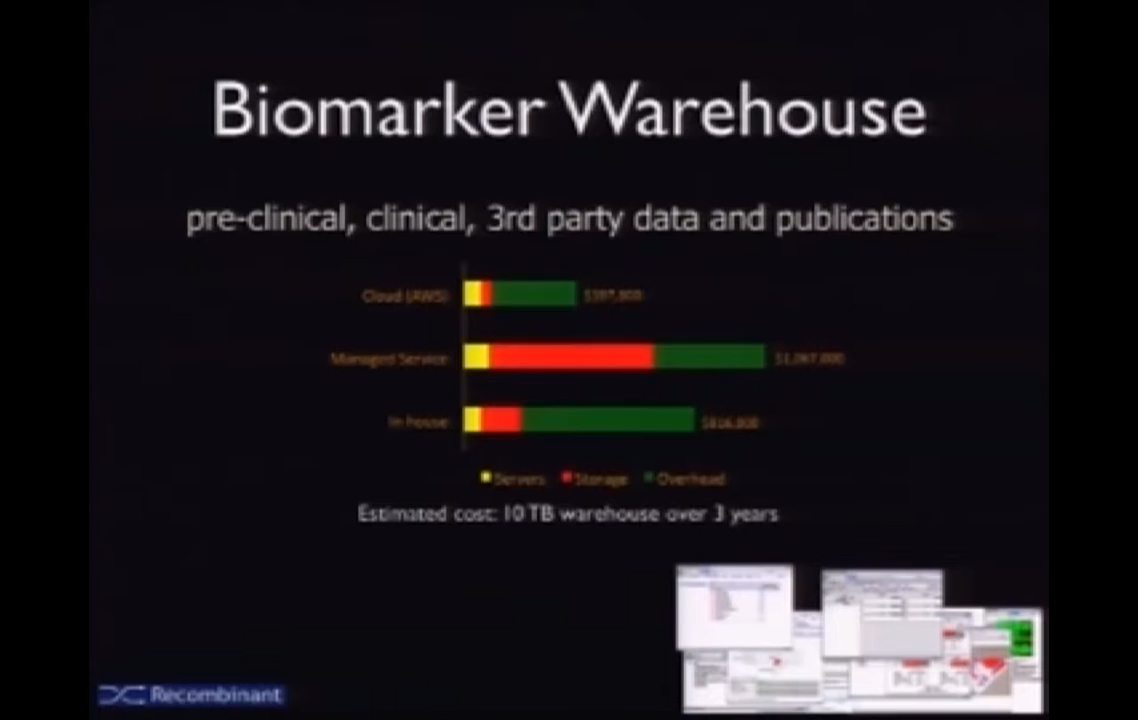 Biomarker Warehouse
pre-clinical, clinical, 3rd party data and publications
Cloud (AWS)
Managed Service
In house
Servers Storage Overhead
Estimated cost: 10 TB warehouse over 3 years
Recombinant